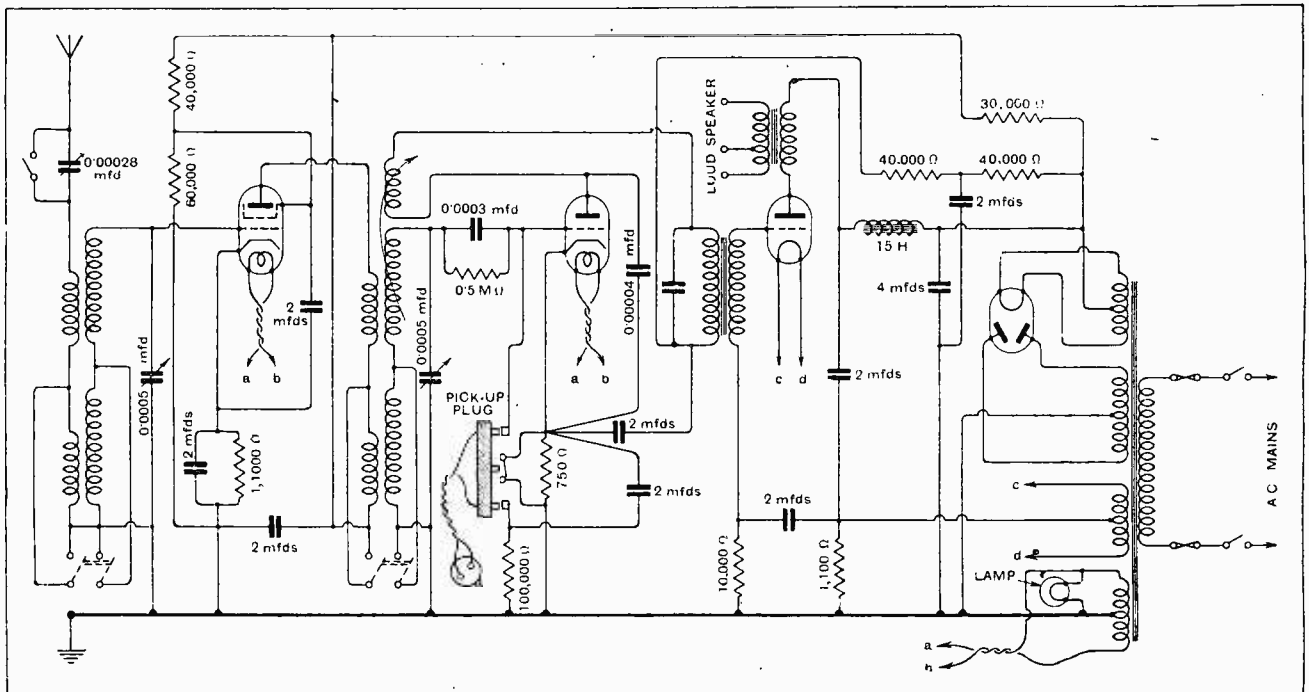 0·00028
mfd
40,000 Ω
60,000 Ω
0·0005 mfd
2 mfds
1,1000 Ω
2
mfds
a b
2 mfds
0·0003 mfd
0·5 M Ω
0·0005 mfd
PICK-UP
PLUG
100,000 Ω
750 Ω
a b
0·00004 mfd
2 mfds
2 mfds
LOUD SPEAKER
c d
2 mfds
10,000 Ω
1,100 Ω
2 mfds
15 H
30,000 Ω
40,000 Ω
40,000 Ω
2 mfds
4 mfds
c
d
LAMP
a
AC MAINS